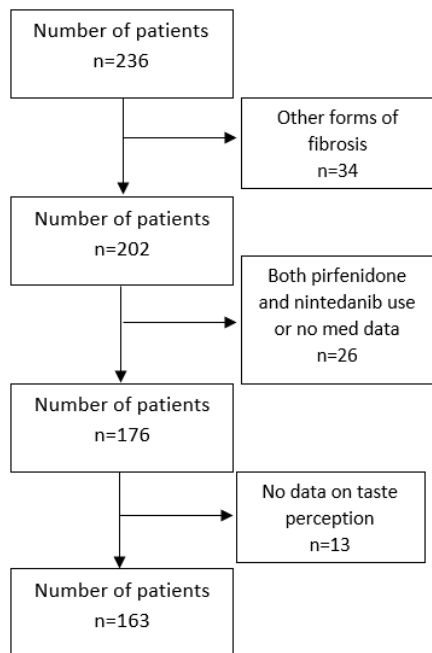 Number of patients
n=236
Other forms of
fibrosis
n=34
Number of patients
n=202
Both pirfenidone
and nintedanib use
or no med data
n=26
Number of patients
n=176
No data on taste
perception
n=13
Number of patients
n=163